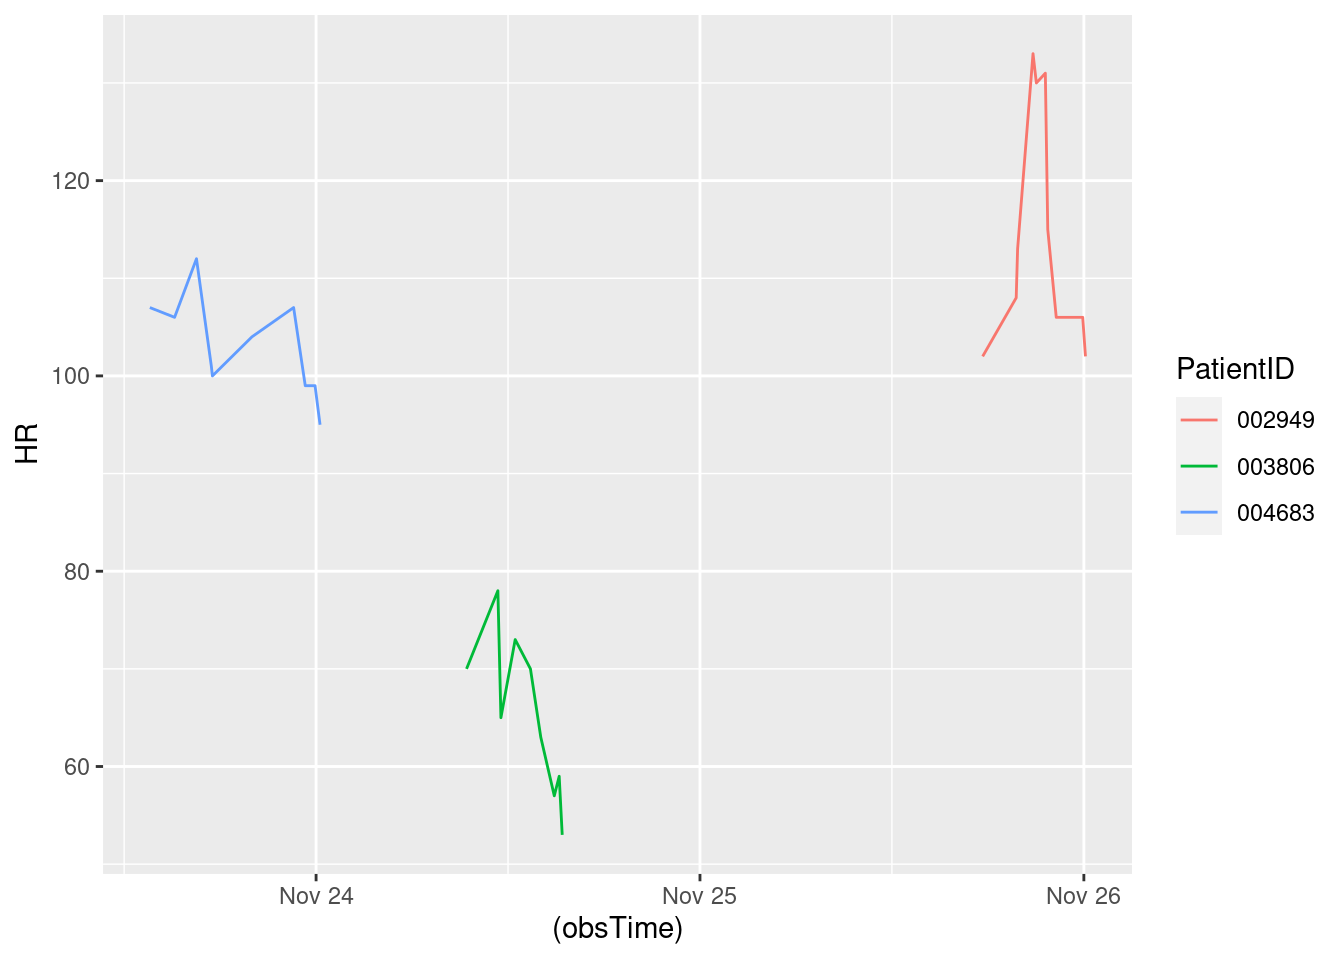 120
100
80
60
HR
Nov 24
Nov 25
Nov 26
(obsTime)
PatientID
002949
003806
004683